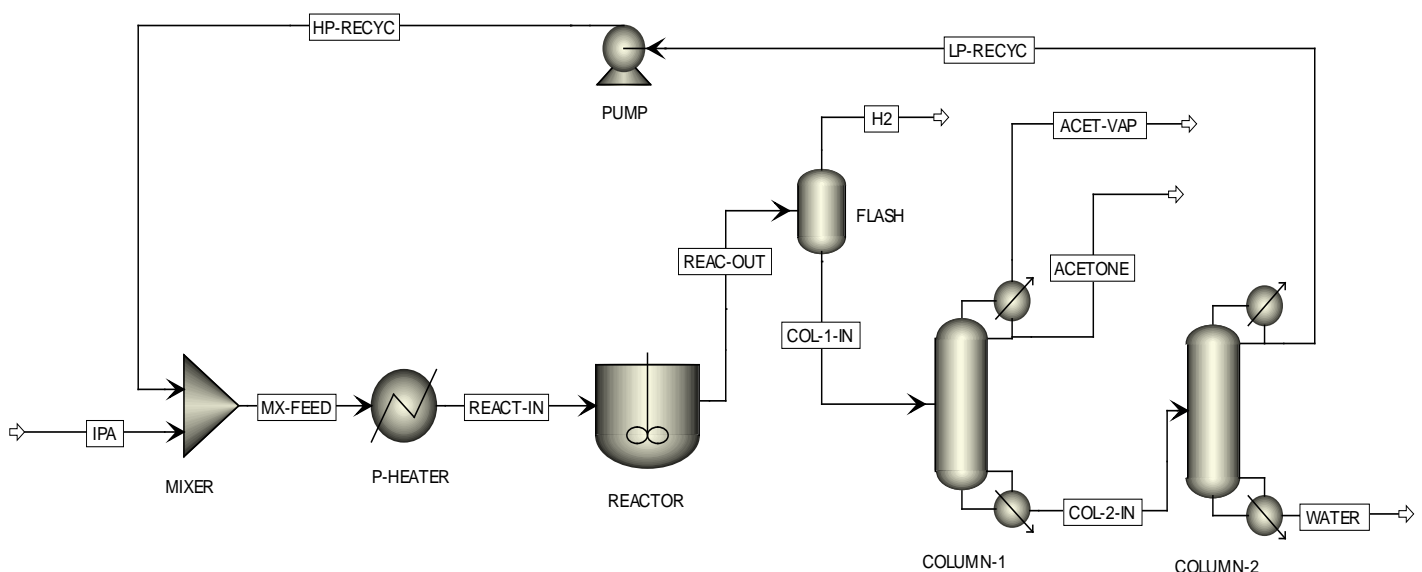 HP-RECYC
LP-RECYC
PUMP
H2
ACET-VAP
FLASH
REAC-OUT
ACETONE
COL-1-IN
MX-FEED
REACT-IN
IPA
P-HEATER
MIXER
REACTOR
COL-2-IN
WATER
COLUMN-1
COLUMN-2